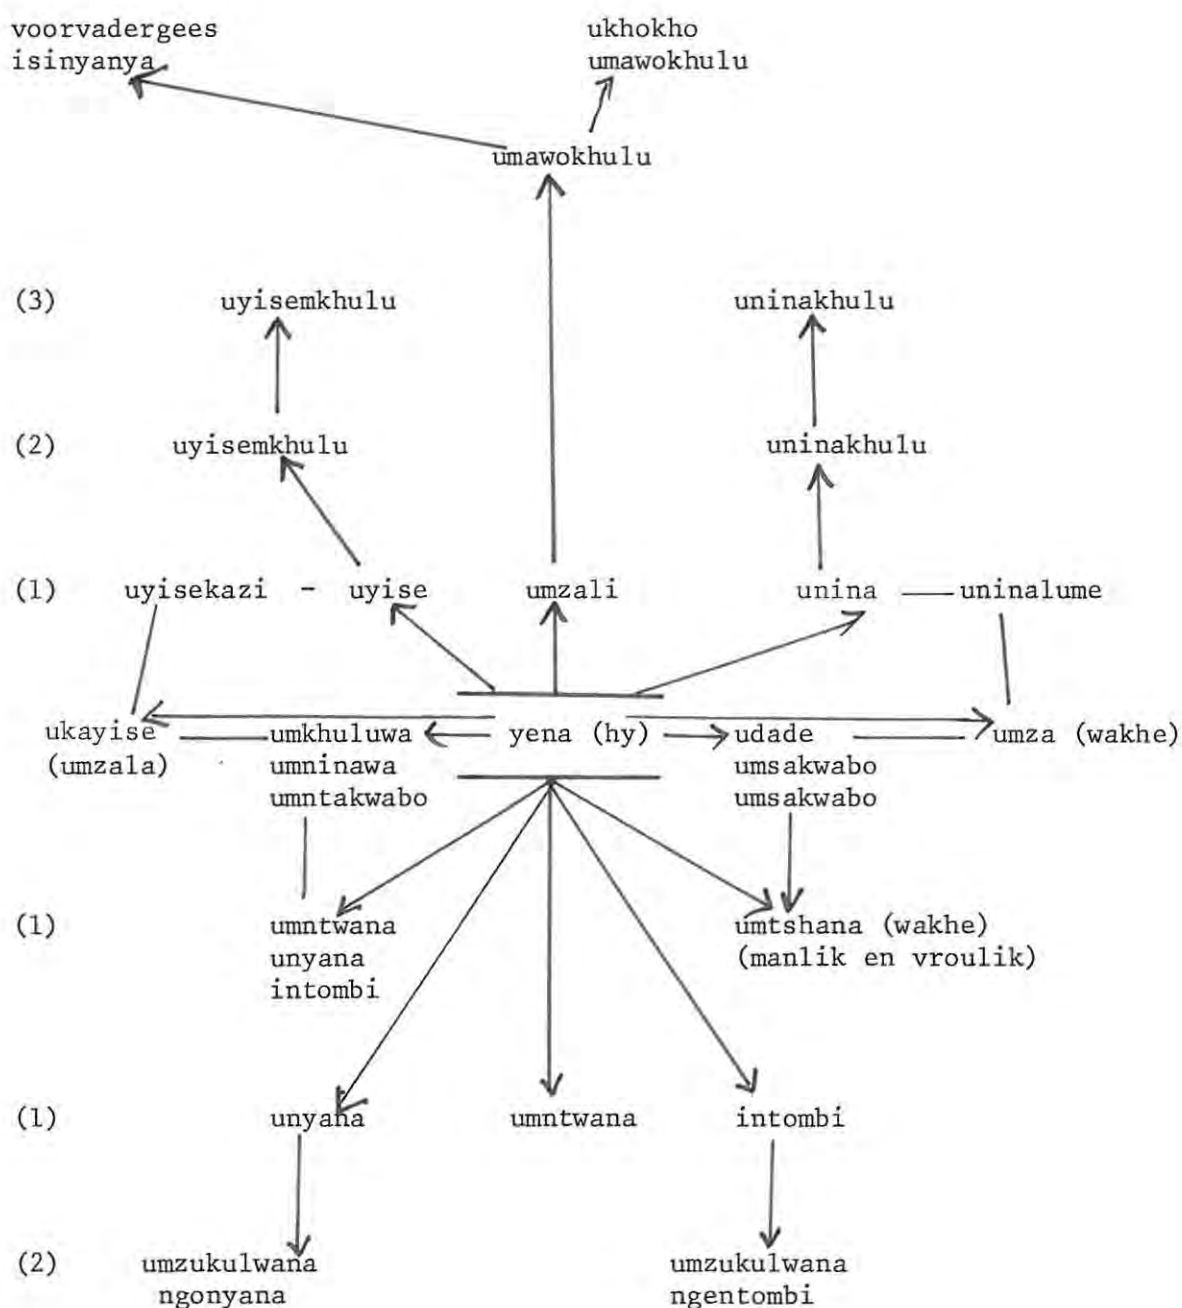 voorvadergees ukhokho
isinyanya umawokhulu
umawokhulu
(3) uyisemkhulu uninakhulu
(2) uyisemkhulu uninakhulu
(1) uyisekazi - uyise umzali unina uninalume
ukayise umkhuluwa yena (hy) udade umza (wakhe)
(umzala) umninawa umsakwabo
umntakwabo umsakwabo
(1) umntwana umtshana (wakhe)
unyana (manlik en vroulik)
intombi
(1) unyana umntwana intombi
(2) umzukulwana umzukulwana
ngonyana ngentombi